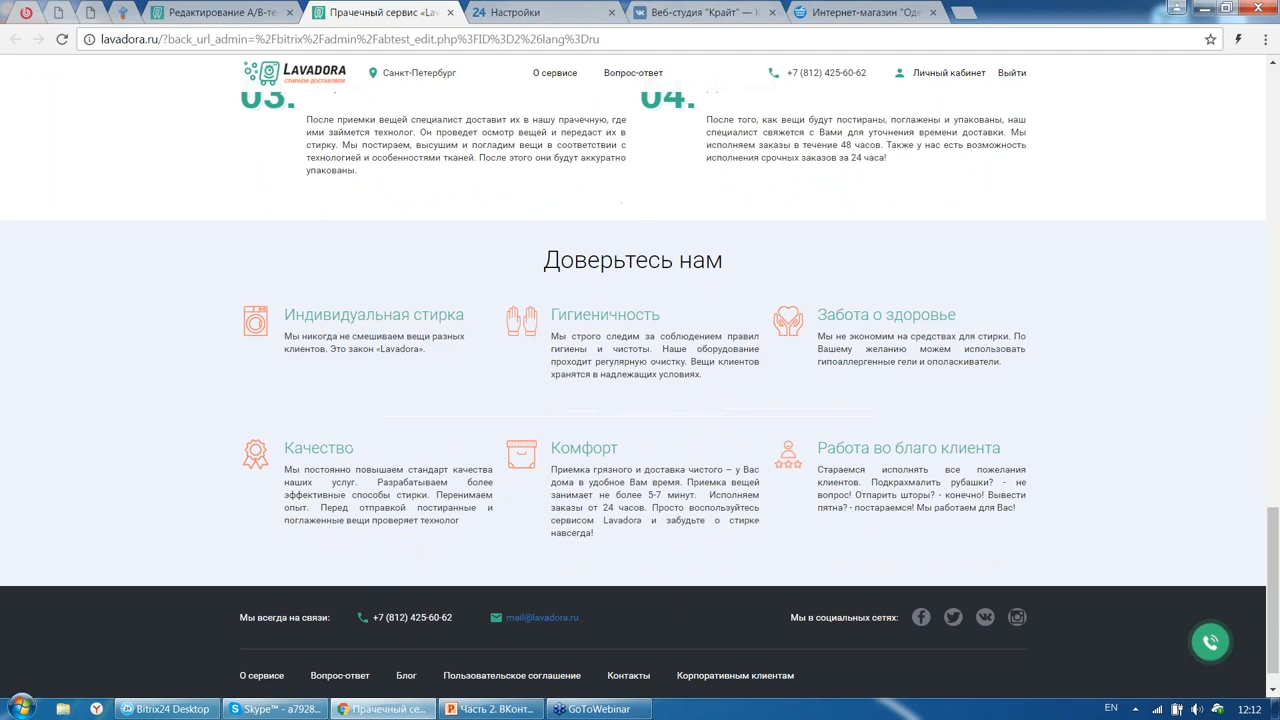 Редактирование A/B-те
Прачечный сервис «Lav
24 Настройки
Веб-студия "Крайт" — К
Интернет-магазин "Оде
lavadora.ru/?back_url_admin=%2Fbitrix%2Fadmin%2Fabtest_edit.php%3FID%3D2%26lang%3Dru
LAVADORA
СТИРАЕМ-ДОСТАВЛЯЕМ
Санкт-Петербург
О сервисе
Вопрос-ответ
+7 (812) 425-60-62
Личный кабинет
Выйти
03.
После приемки вещей специалист доставит их в нашу прачечную, где
ими займется технолог. Он проведет осмотр вещей и передаст их в
стирку. Мы постираем, высушим и погладим вещи в соответствии с
технологией и особенностями тканей. После этого они будут аккуратно
упакованы.
04.
После того, как вещи будут постираны, поглажены и упакованы, наш
специалист свяжется с Вами для уточнения времени доставки. Мы
исполняем заказы в течение 48 часов. Также у нас есть возможность
исполнения срочных заказов за 24 часа!
Доверьтесь нам
Индивидуальная стирка
Мы никогда не смешиваем вещи разных
клиентов. Это закон «Lavadora».
Гигиеничность
Мы строго следим за соблюдением правил
гигиены и чистоты. Наше оборудование
проходит регулярную очистку. Вещи клиентов
хранятся в надлежащих условиях.
Забота о здоровье
Мы не экономим на средствах для стирки. По
Вашему желанию можем использовать
гипоаллергенные гели и ополаскиватели.
Качество
Мы постоянно повышаем стандарт качества
наших услуг. Разрабатываем более
эффективные способы стирки. Перенимаем
опыт. Перед отправкой постиранные и
поглаженные вещи проверяет технолог
Комфорт
Приемка грязного и доставка чистого – у Вас
дома в удобное Вам время. Приемка вещей
занимает не более 5-7 минут. Исполняем
заказы от 24 часов. Просто воспользуйтесь
сервисом Lavadora и забудьте о стирке
навсегда!
Работа во благо клиента
Стараемся исполнять все пожелания
клиентов. Подкрахмалить рубашки? - не
вопрос! Отпарить шторы? - конечно! Вывести
пятна? - постараемся! Мы работаем для Вас!
Мы всегда на связи:
+7 (812) 425-60-62
mail@lavadora.ru
Мы в социальных сетях:
О сервисе
Вопрос-ответ
Блог
Пользовательское соглашение
Контакты
Корпоративным клиентам
Bitrix24 Desktop
Skype™ - a7928...
Прачечный се...
Часть 2. ВКонт...
GoToWebinar
EN
12:12